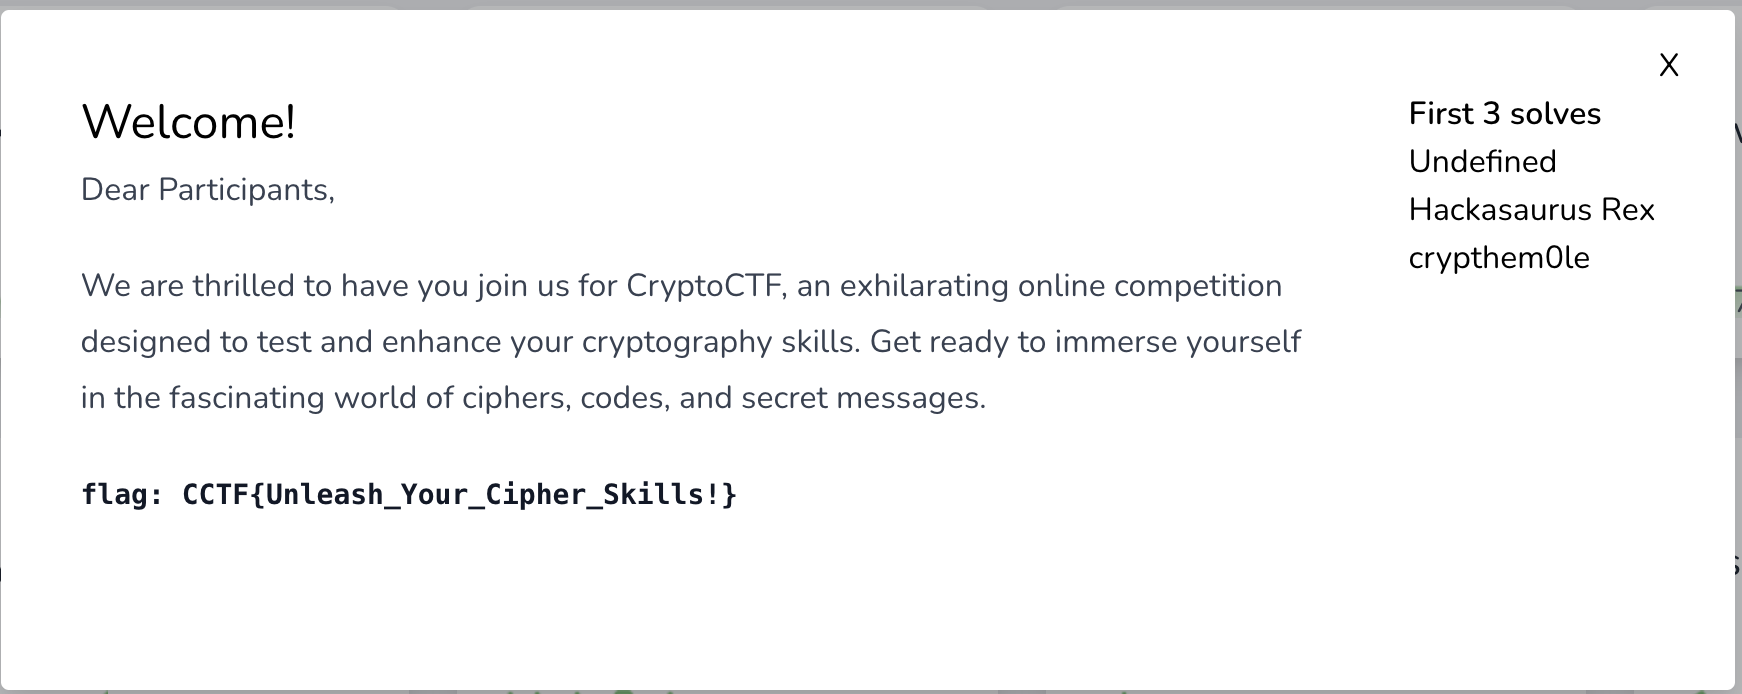 X
Welcome!
Dear Participants,
We are thrilled to have you join us for CryptoCTF, an exhilarating online competition
designed to test and enhance your cryptography skills. Get ready to immerse yourself
in the fascinating world of ciphers, codes, and secret messages.
flag: CCTF{Unleash_Your_Cipher_Skills!}
First 3 solves
Undefined
Hackasaurus Rex
crypthem0le